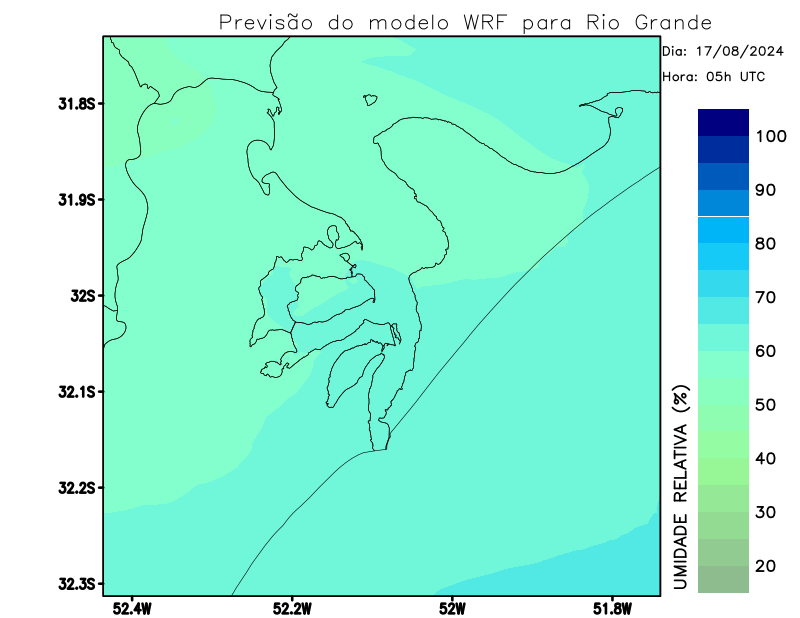 Previsão do modelo WRF para Rio Grande
Dia: 17/08/2024
Hora: 05h UTC
31.8S
31.9S
32S
32.1S
32.2S
32.3S
52.4W
52.2W
52W
51.8W
UMIDADE RELATIVA (%)
100
90
80
70
60
50
40
30
20